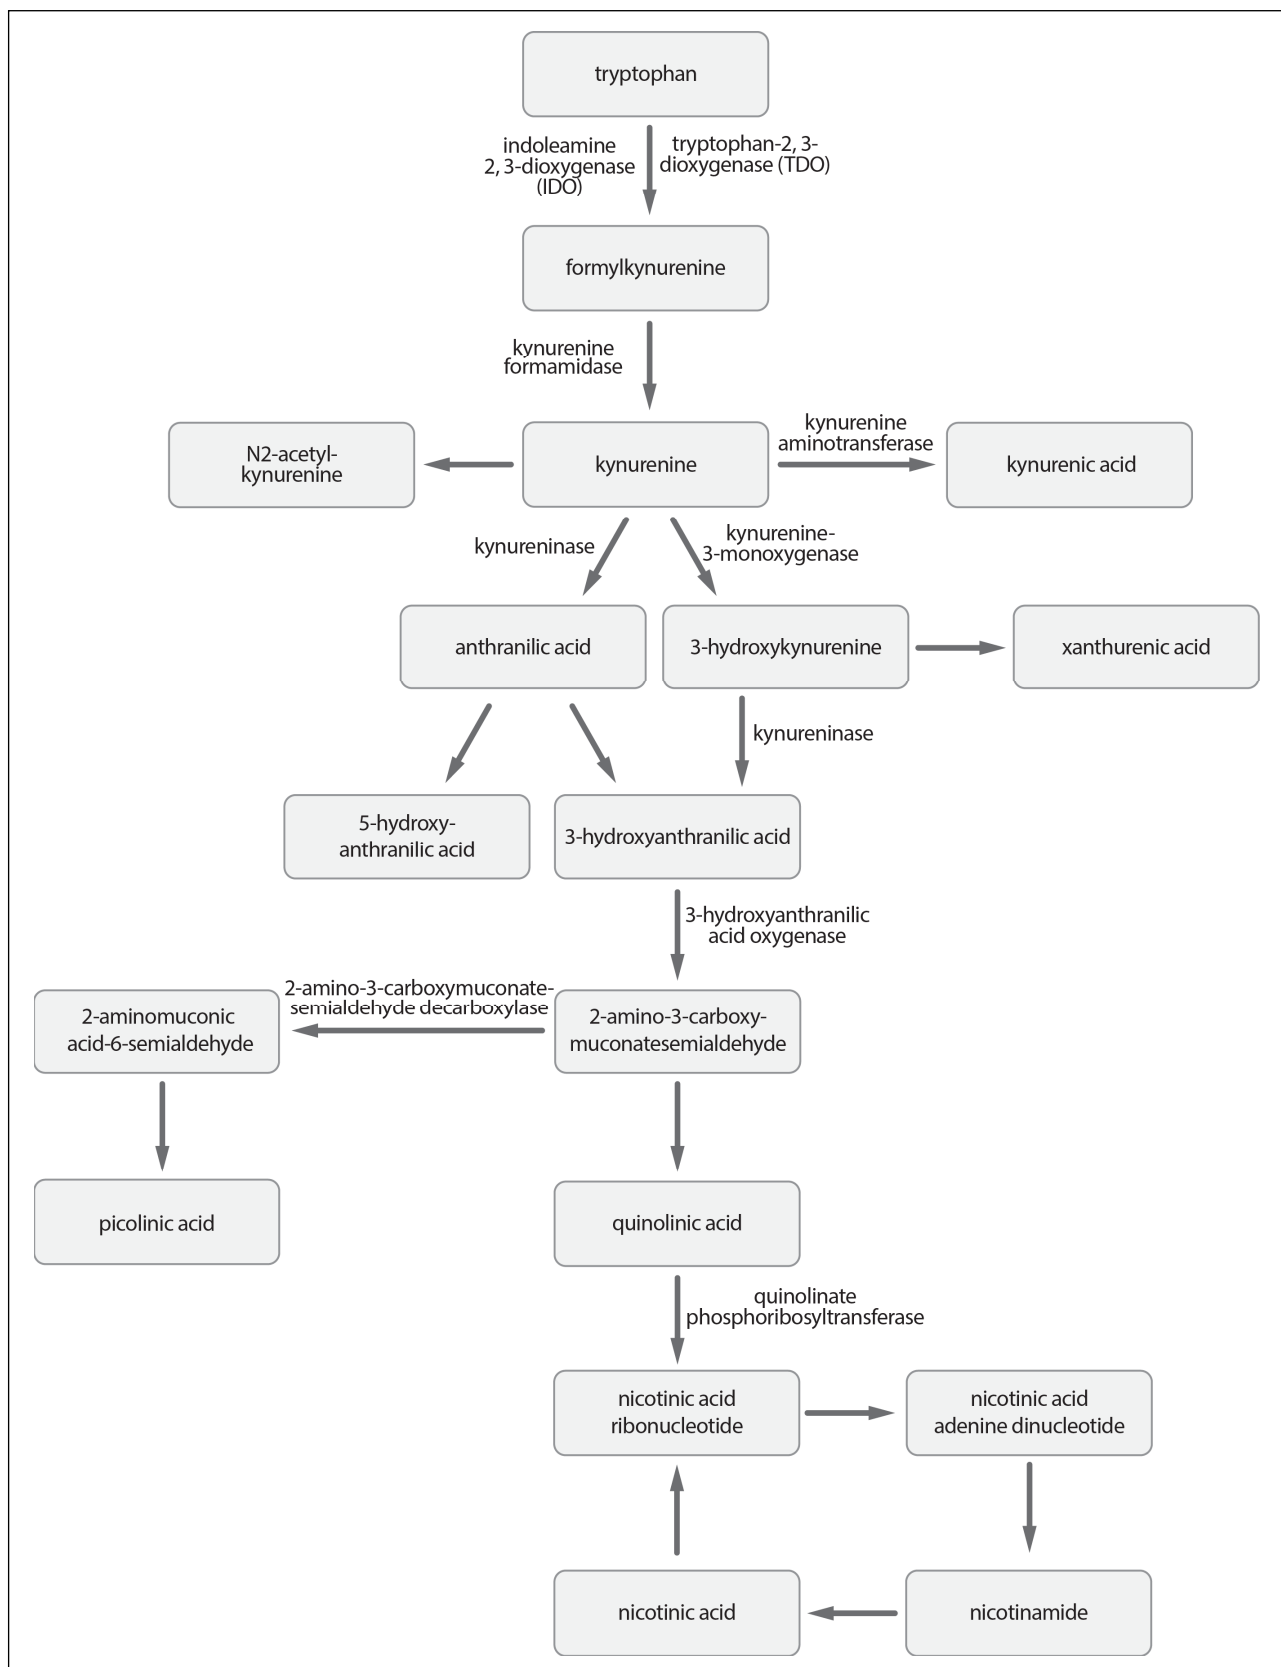 tryptophan
indoleamine
2, 3-dioxygenase
(IDO)
tryptophan-2, 3-
dioxygenase (TDO)
formylkynurenine
kynurenine
formamidase
N2-acetyl-
kynurenine
kynurenine
kynurenine
aminotransferase
kynurenic acid
kynureninase
kynurenine-
3-monoxygenase
anthranilic acid
3-hydroxykynurenine
xanthurenic acid
kynureninase
5-hydroxy-
anthranilic acid
3-hydroxyanthranilic acid
3-hydroxyanthranilic
acid oxygenase
2-amino-3-carboxymuconate-
semialdehyde decarboxylase
2-aminomuconic
acid-6-semialdehyde
2-amino-3-carboxy-
muconatesemialdehyde
picolinic acid
quinolinic acid
quinolinate
phosphoribosyltransferase
nicotinic acid
ribonucleotide
nicotinic acid
adenine dinucleotide
nicotinic acid
nicotinamide